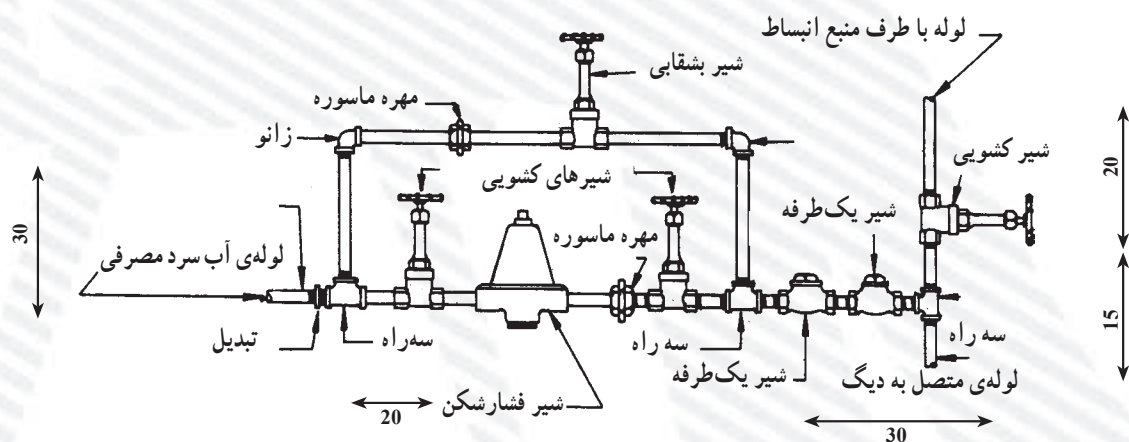 لوله با طرف منبع انبساط
شیر بشقابی
مهره ماسوره
زانو
شیر کشویی
20
شیرهای کشویی
شیر یک‌طرفه
30
مهره ماسوره
لوله‌ی آب سرد مصرفی
15
تبدیل
سه‌راه
سه راه
سه راه
شیر یک‌طرفه
لوله‌ی متصل به دیگ
شیر فشارشکن
20
30